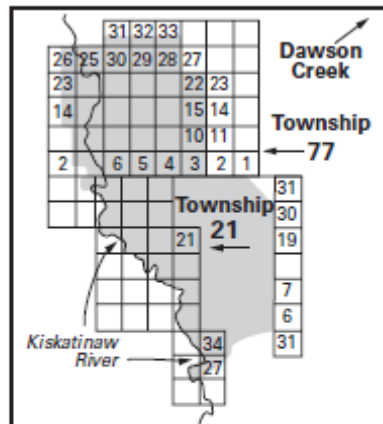 31 32 33
26 25 30 29 28 27
Dawson
Creek
23 22 23
14 15 14
10 11
Township
77
2 6 5 4 3 2 1
31
Township
21
30
21 19
7
6
Kiskatinaw
River
34 31
27